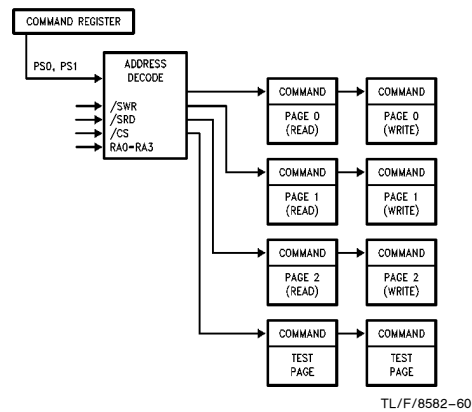 COMMAND REGISTER
PS0, PS1
ADDRESS
DECODE
/SWR
/SRD
/CS
RA0=RA3
COMMAND
PAGE 0
(READ)
COMMAND
PAGE 0
(WRITE)
COMMAND
PAGE 1
(READ)
COMMAND
PAGE 1
(WRITE)
COMMAND
PAGE 2
(READ)
COMMAND
PAGE 2
(WRITE)
COMMAND
TEST
PAGE
COMMAND
TEST
PAGE
TL/F/8582–60